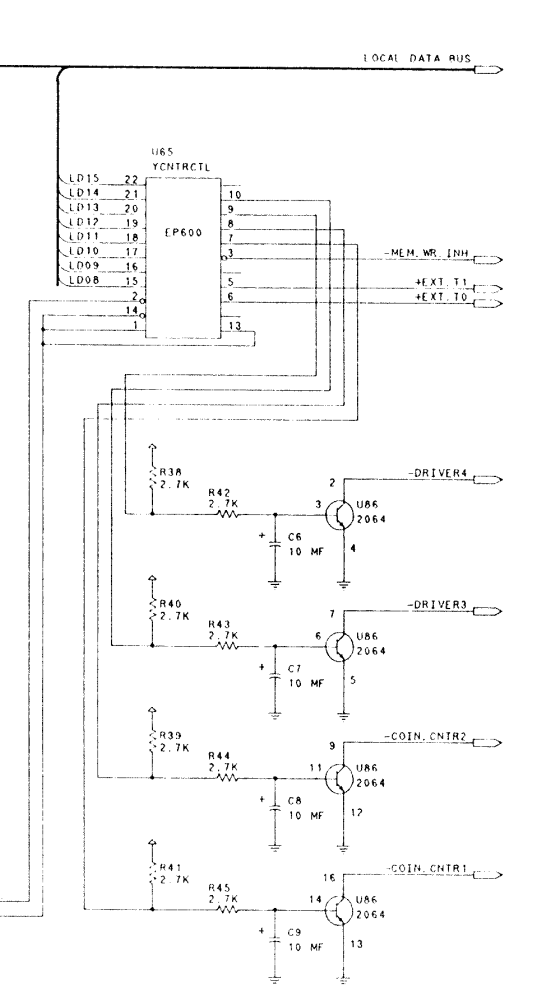 LOCAL DATA BUS
U65
YCNTRCTL
EP600
LD15 22
LD14 21
LD13 20
LD12 19
LD11 18
LD10 17
LD09 16
LD08 15
2
14
1
10
9
8
7
3
5
6
13
-MEM.WR.INH
+EXT.T1
+EXT.T0
R38
2.7K
R42
2.7K
+
C6
10 MF
2
3
4
U86
2064
-DRIVER4
R40
2.7K
R43
2.7K
+
C7
10 MF
7
6
5
U86
2064
-DRIVER3
R39
2.7K
R44
2.7K
+
C8
10 MF
9
11
12
U86
2064
-COIN.CNTR2
R41
2.7K
R45
2.7K
+
C9
10 MF
16
14
13
U86
2064
-COIN.CNTR1